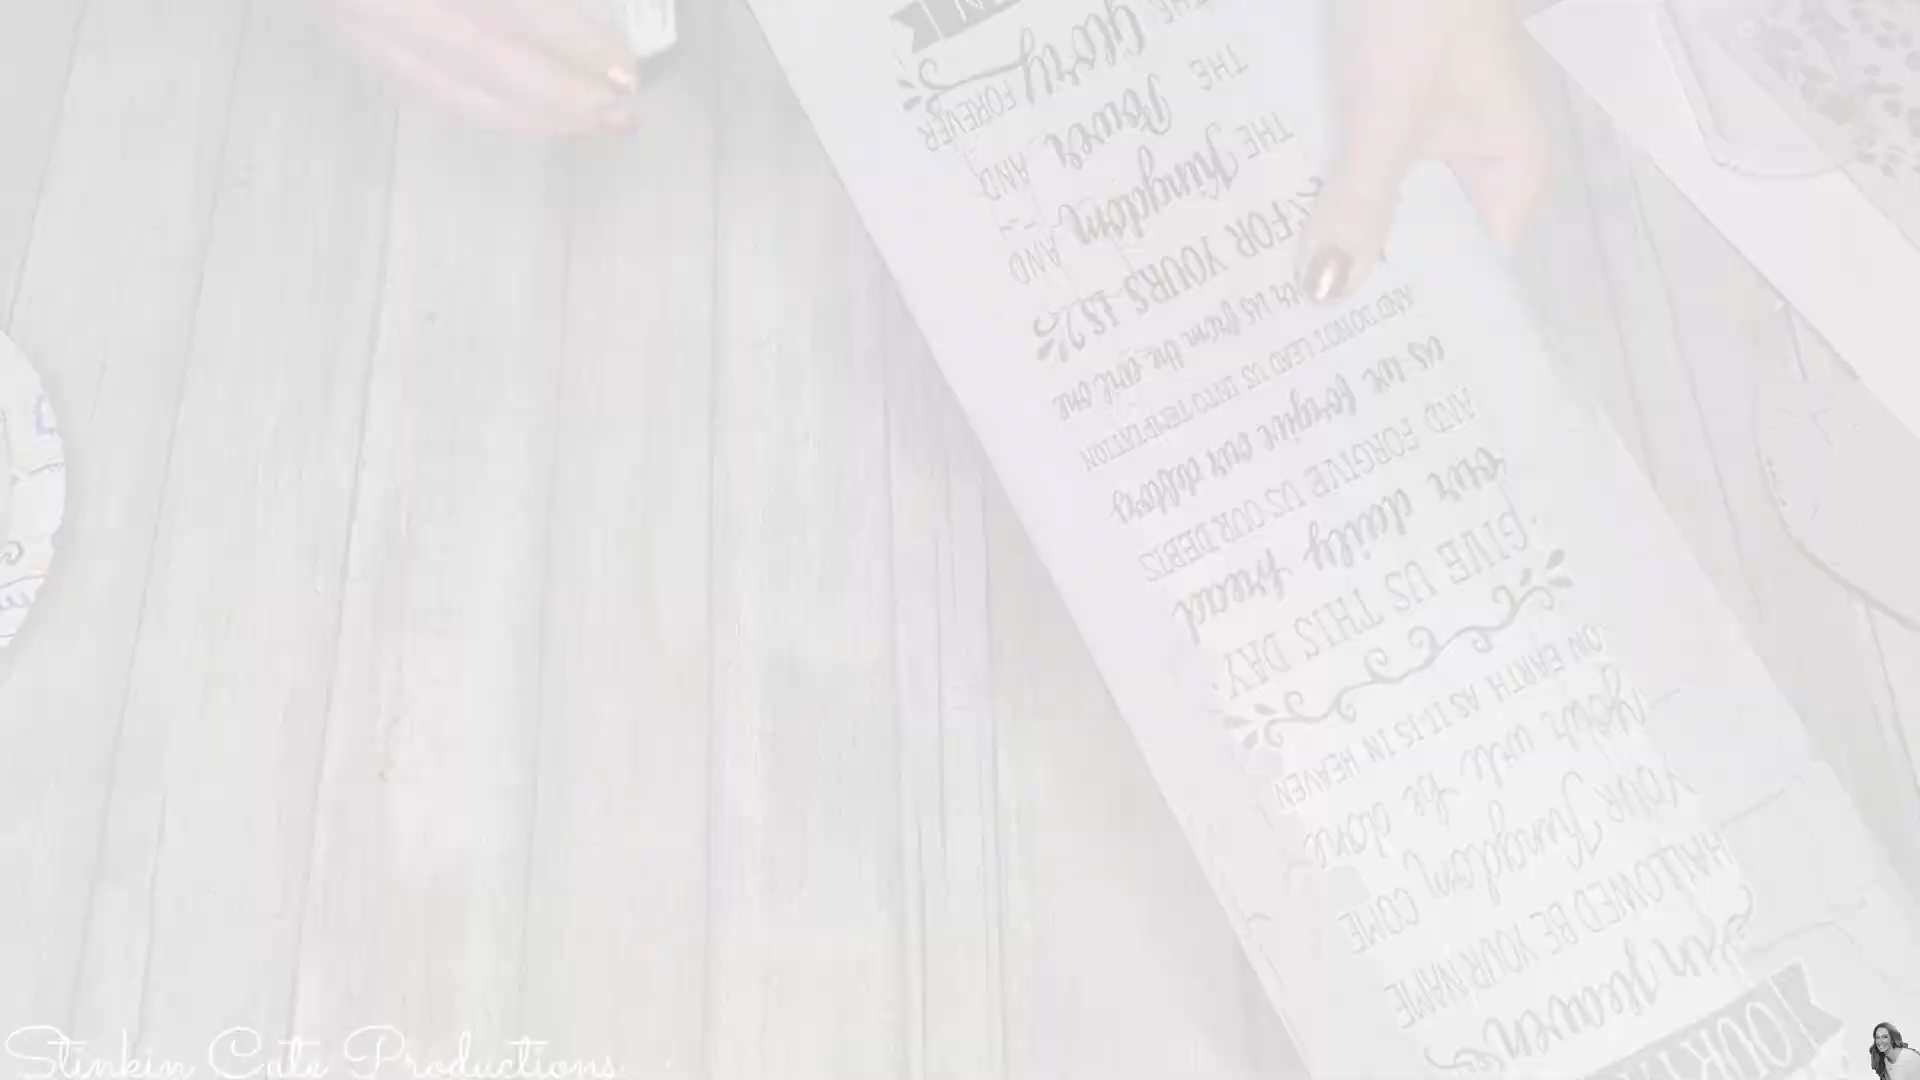 in heaven
HALLOWED BE YOUR NAME
YOUR Kingdom COME
your will be done
ON EARTH AS IT IS IN HEAVEN
GIVE US THIS DAY
our daily bread
AND FORGIVE US OUR DEBTS
as we forgive our debtors
AND DO NOT LEAD US INTO TEMPTATION
us from the evil one
FOR YOURS IS
THE Kingdom AND
THE Power AND
THE Glory FOREVER
Stinkin Cute Productions